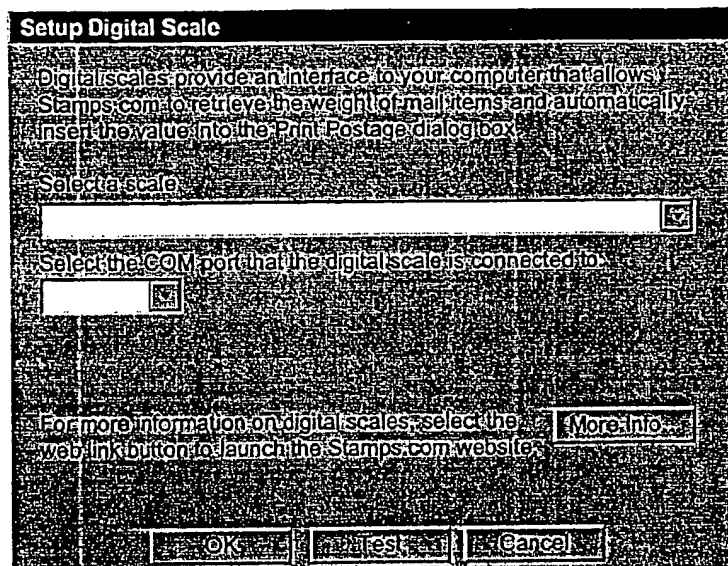 Setup Digital Scale
Digital scales provide an interface to your computer that allows
Stamps.com to retrieve the weight of mail items and automatically
insert the value into the Print Postage dialog box.
Select a scale
Select the COM port that the digital scale is connected to:
For more information on digital scales, select the
web link button to launch the Stamps.com website.
More Info...
OK
Test
Cancel